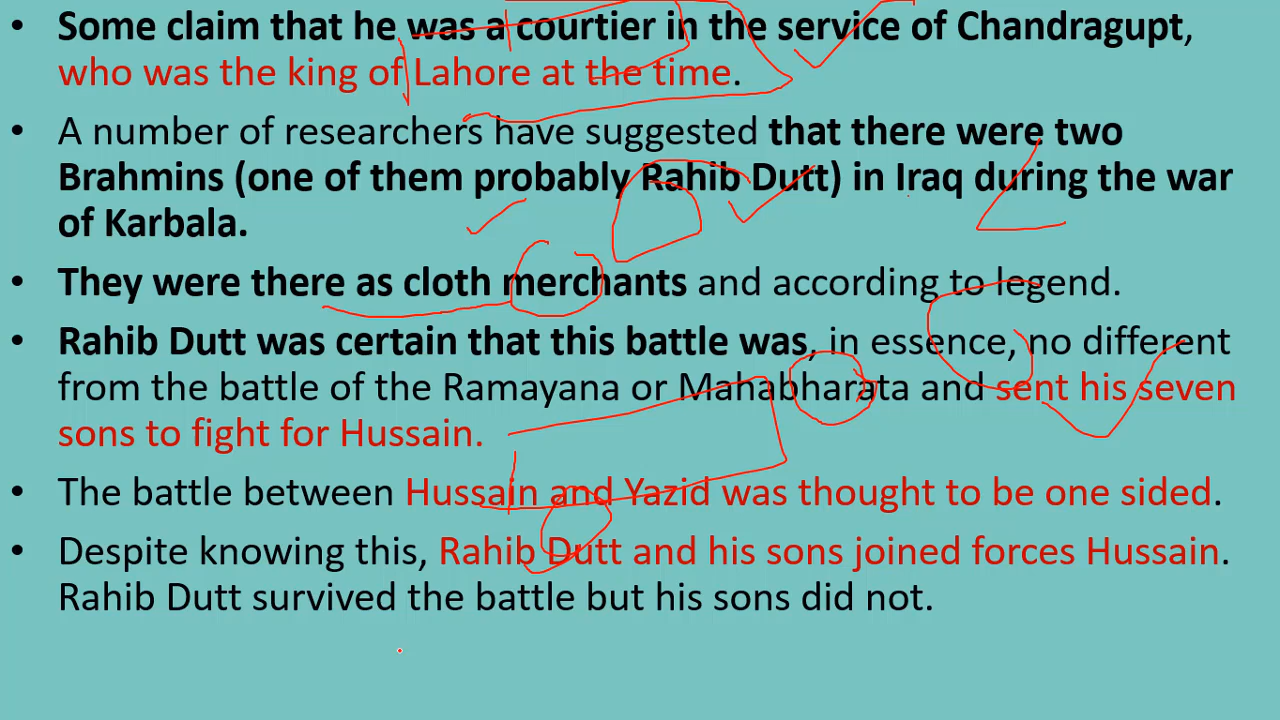 • Some claim that he was a courtier in the service of Chandragupt,
who was the king of Lahore at the time.
• A number of researchers have suggested that there were two
Brahmins (one of them probably Rahib Dutt) in Iraq during the war
of Karbala.
• They were there as cloth merchants and according to legend.
• Rahib Dutt was certain that this battle was, in essence, no different
from the battle of the Ramayana or Mahabharata and sent his seven
sons to fight for Hussain.
• The battle between Hussain and Yazid was thought to be one sided.
• Despite knowing this, Rahib Dutt and his sons joined forces Hussain.
Rahib Dutt survived the battle but his sons did not.